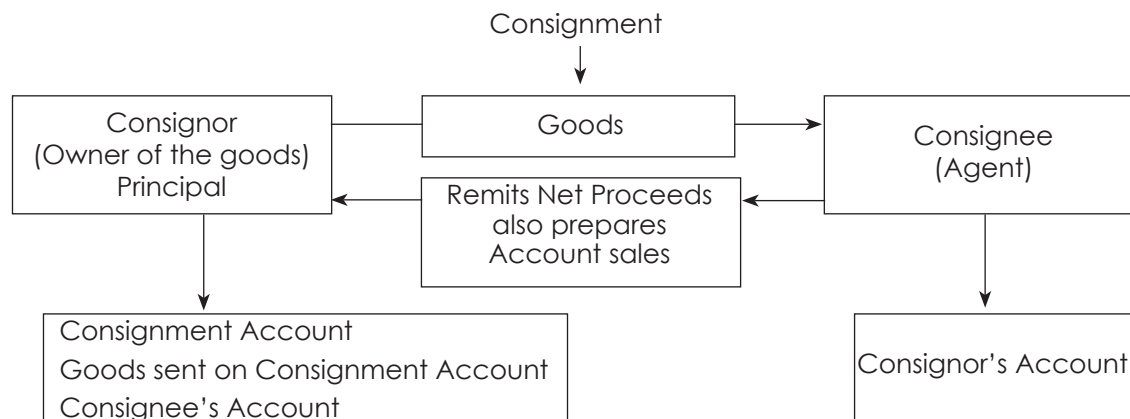 Consignment
Consignor
(Owner of the goods)
Principal
Goods
Consignee
(Agent)
Remits Net Proceeds
also prepares
Account sales
Consignment Account
Goods sent on Consignment Account
Consignee’s Account
Consignor’s Account